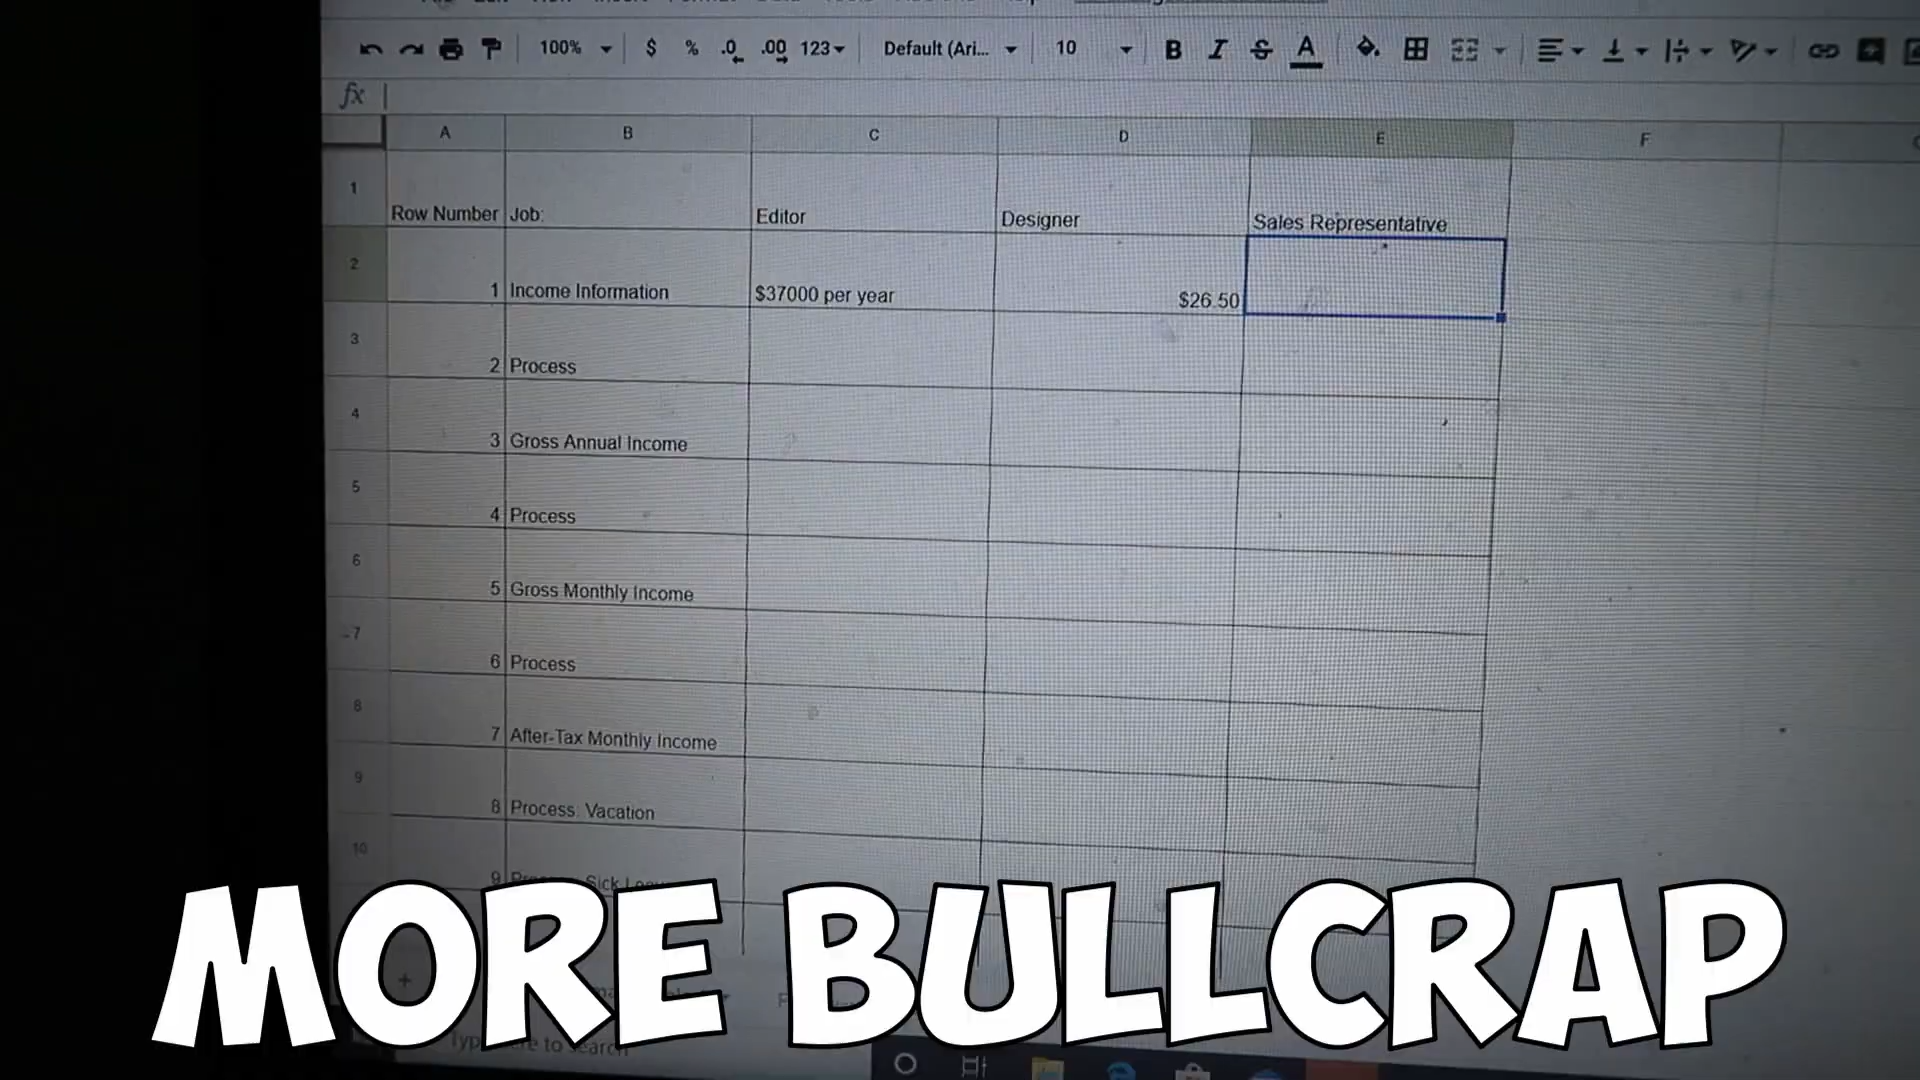 100% $ % .0 .00 123 Default (Ari... 10 B I S A
fx
A B C D E F
1 Row Number Job: Editor Designer Sales Representative
2 1 Income Information $37000 per year $26.50
3 2 Process
4 3 Gross Annual Income
5 4 Process
6 5 Gross Monthly Income
7 6 Process
8 7 After-Tax Monthly Income
9 8 Process: Vacation
10 9 Sick
MORE BULLCRAP
to search